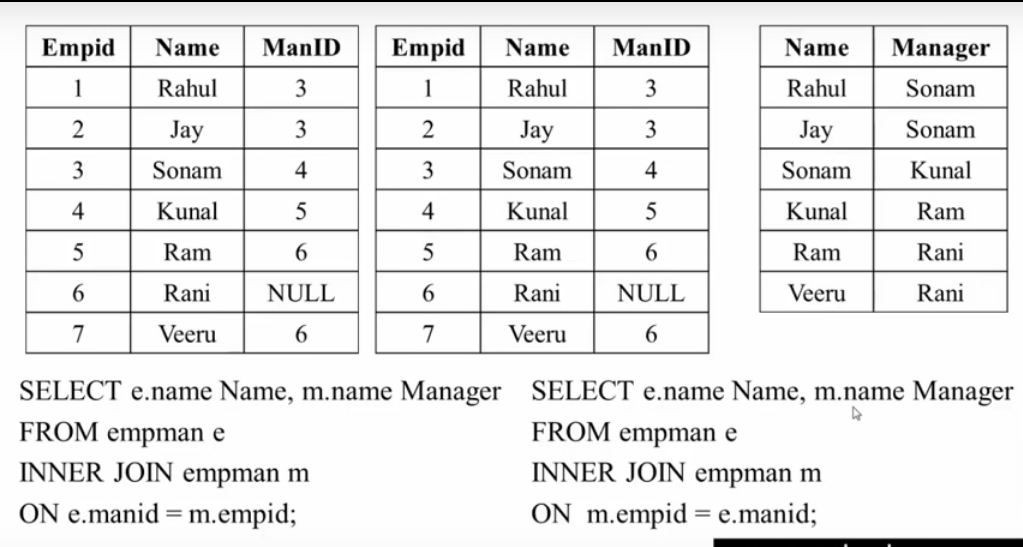 Empid Name ManID
1 Rahul 3
2 Jay 3
3 Sonam 4
4 Kunal 5
5 Ram 6
6 Rani NULL
7 Veeru 6
Empid Name ManID
1 Rahul 3
2 Jay 3
3 Sonam 4
4 Kunal 5
5 Ram 6
6 Rani NULL
7 Veeru 6
Name Manager
Rahul Sonam
Jay Sonam
Sonam Kunal
Kunal Ram
Ram Rani
Veeru Rani
SELECT e.name Name, m.name Manager
FROM empman e
INNER JOIN empman m
ON e.manid = m.empid;
SELECT e.name Name, m.name Manager
FROM empman e
INNER JOIN empman m
ON m.empid = e.manid;